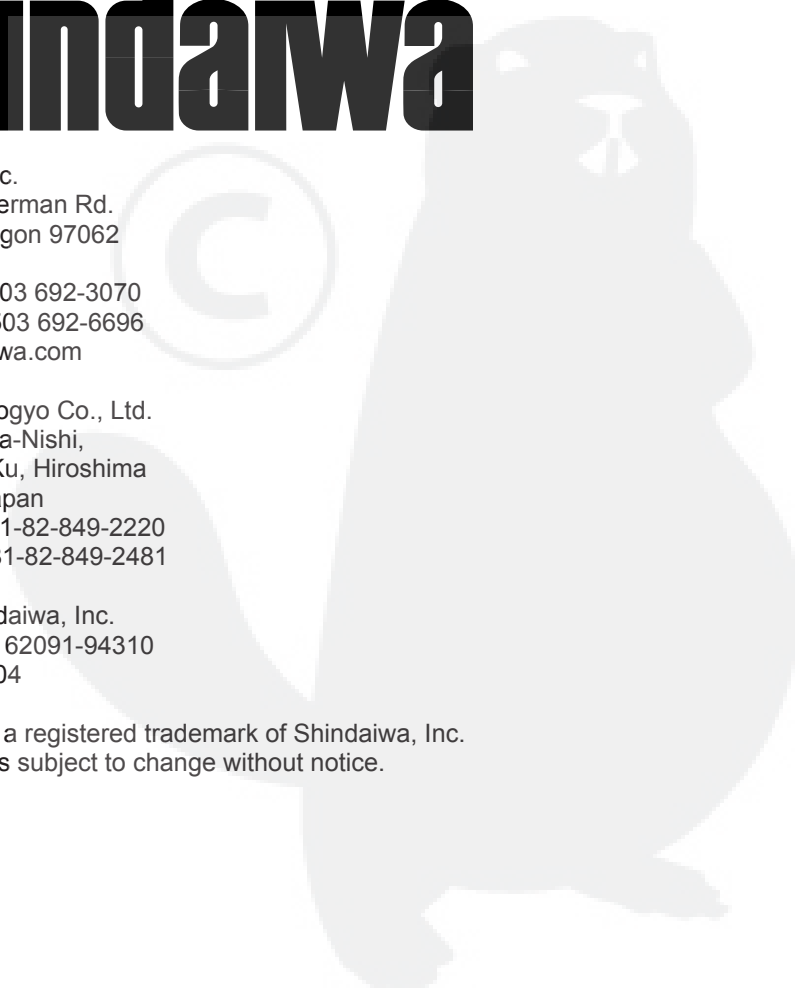 indaiwa
c.
erman Rd.
gon 97062
03 692-3070
503 692-6696
wa.com
ogyo Co., Ltd.
a-Nishi,
Ku, Hiroshima
apan
1-82-849-2220
81-82-849-2481
daiwa, Inc.
62091-94310
04
a registered trademark of Shindaiwa, Inc.
s subject to change without notice.
©